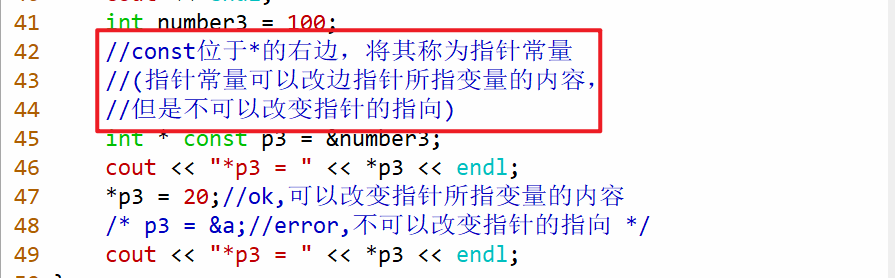 41 int number3 = 100;
42 //const位于*的右边，将其称为指针常量
43 //(指针常量可以改边指针所指变量的内容，
44 //但是不可以改变指针的指向)
45 int * const p3 = &number3;
46 cout << "*p3 = " << *p3 << endl;
47 *p3 = 20;//ok,可以改变指针所指变量的内容
48 /* p3 = &a;//error,不可以改变指针的指向 */
49 cout << "*p3 = " << *p3 << endl;